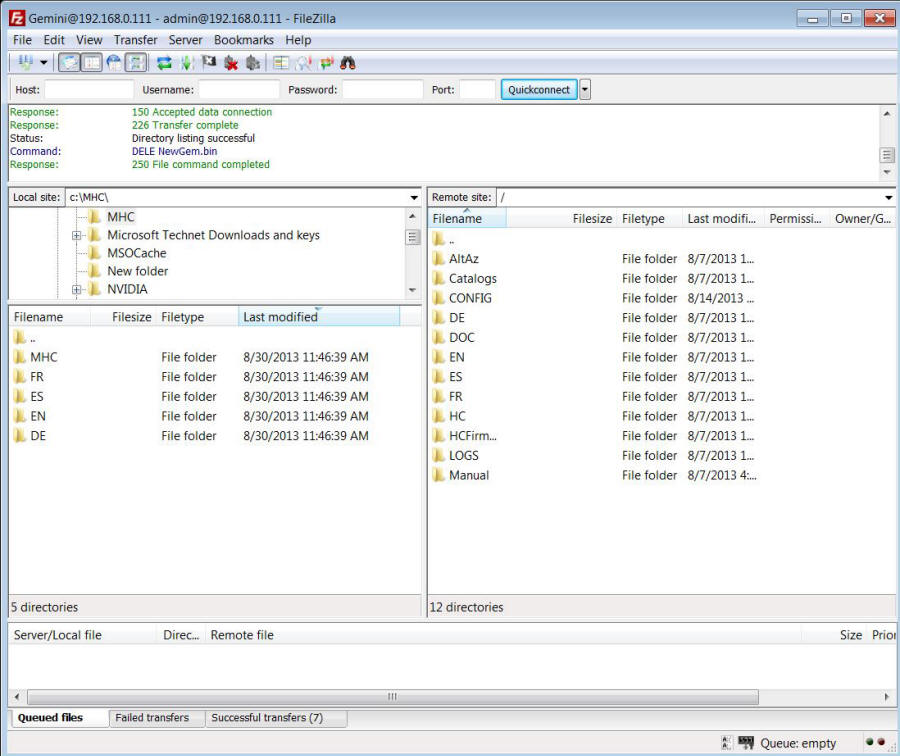 Gemini@192.168.0.111 - admin@192.168.0.111 - FileZilla
File Edit View Transfer Server Bookmarks Help
Host: Username: Password: Port: Quickconnect
Response: 150 Accepted data connection
Response: 226 Transfer complete
Status: Directory listing successful
Command: DELE NewGem.bin
Response: 250 File command completed
Local site: c:\MHC\
MHC
Microsoft Technet Downloads and keys
MSOCache
New folder
NVIDIA
Filename Filesize Filetype Last modified
..
MHC File folder 8/30/2013 11:46:39 AM
FR File folder 8/30/2013 11:46:39 AM
ES File folder 8/30/2013 11:46:39 AM
EN File folder 8/30/2013 11:46:39 AM
DE File folder 8/30/2013 11:46:39 AM
5 directories
Remote site: /
Filename Filesize Filetype Last modifi... Permissi... Owner/G...
..
AltAz File folder 8/7/2013 1...
Catalogs File folder 8/7/2013 1...
CONFIG File folder 8/14/2013 ...
DE File folder 8/7/2013 1...
DOC File folder 8/7/2013 1...
EN File folder 8/7/2013 1...
ES File folder 8/7/2013 1...
FR File folder 8/7/2013 1...
HC File folder 8/7/2013 1...
HCFirm... File folder 8/7/2013 1...
LOGS File folder 8/7/2013 1...
Manual File folder 8/7/2013 4:...
12 directories
Server/Local file Direc... Remote file Size Prior
Queued files Failed transfers Successful transfers (7)
Queue: empty